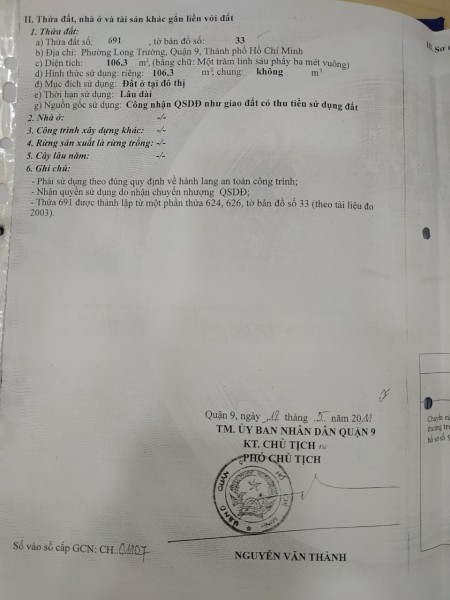 II. Thửa đất, nhà ở và tài sản khác gắn liền với đất
1. Thửa đất:
a) Thửa đất số: 691 , tờ bản đồ số: 33
b) Địa chỉ: Phường Long Trường, Quận 9, Thành phố Hồ Chí Minh
c) Diện tích: 106,3 m², (bằng chữ: Một trăm linh sáu phẩy ba mét vuông)
d) Hình thức sử dụng: riêng: 106,3 m²; chung: không m²
đ) Mục đích sử dụng: Đất ở tại đô thị
e) Thời hạn sử dụng: Lâu dài
g) Nguồn gốc sử dụng: Công nhận QSDĐ như giao đất có thu tiền sử dụng đất
2. Nhà ở: -/-
3. Công trình xây dựng khác: -/-
4. Rừng sản xuất là rừng trồng: -/-
5. Cây lâu năm: -/-
6. Ghi chú:
- Phải sử dụng theo đúng quy định về hành lang an toàn công trình;
- Nhận quyền sử dụng do nhận chuyển nhượng QSDĐ;
- Thửa 691 được thành lập từ một phần thửa 624, 626, tờ bản đồ số 33 (theo tài liệu đo
2003).
Quận 9, ngày 12 tháng 5 năm 2011
TM. ỦY BAN NHÂN DÂN QUẬN 9
KT. CHỦ TỊCH
PHÓ CHỦ TỊCH
Số vào sổ cấp GCN: CH 01907
NGUYỄN VĂN THÀNH
III. Sơ
Chuyển
thường
hồ sơ số